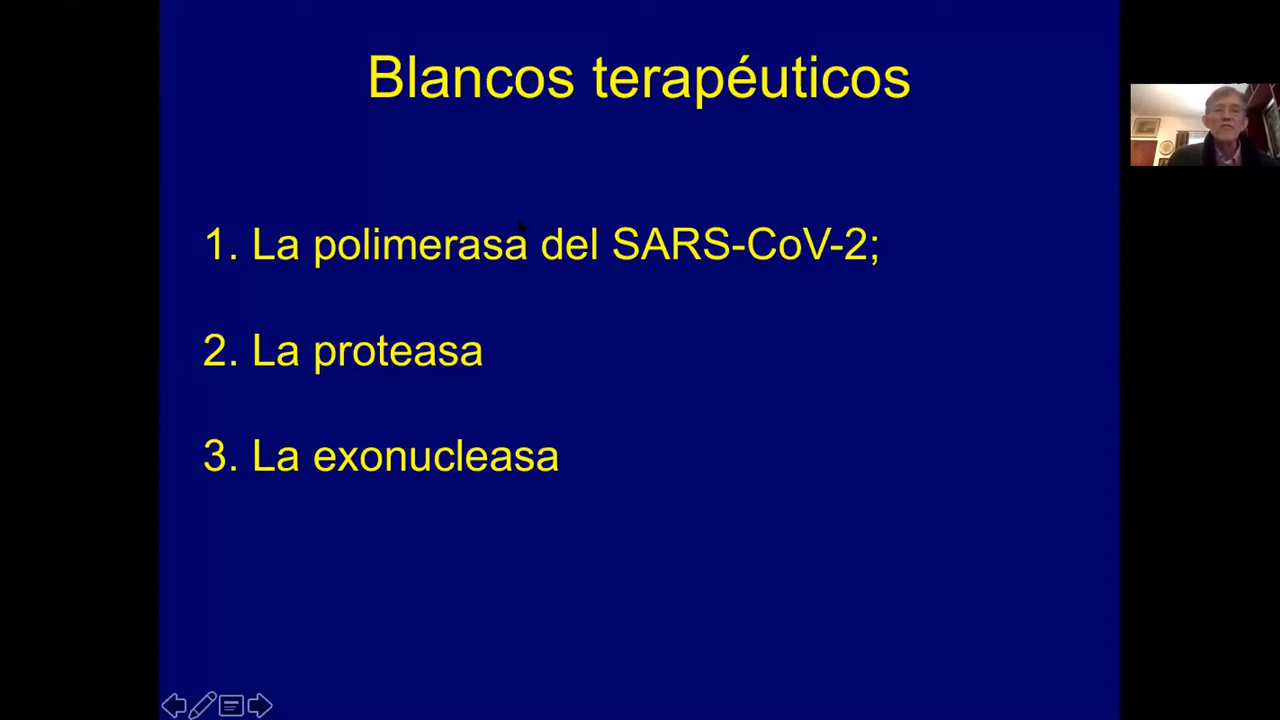 Blancos terapéuticos
1. La polimerasa del SARS-CoV-2;
2. La proteasa
3. La exonucleasa